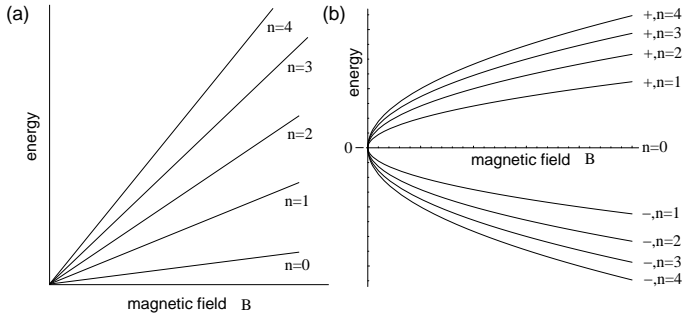 (a)
energy
n=4
n=3
n=2
n=1
n=0
magnetic field B
(b)
energy
+,n=4
+,n=3
+,n=2
+,n=1
0
n=0
magnetic field B
−,n=1
−,n=2
−,n=3
−,n=4